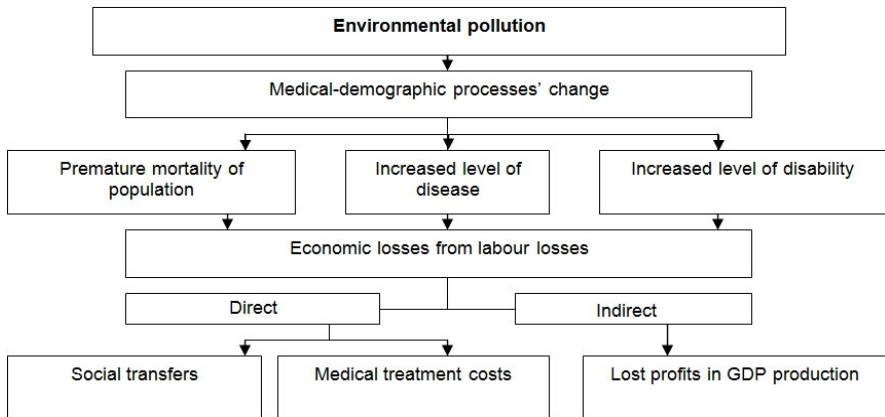 Environmental pollution
Medical-demographic processes' change
Premature mortality of
population
Increased level of
disease
Increased level of disability
Economic losses from labour losses
Direct
Indirect
Social transfers
Medical treatment costs
Lost profits in GDP production